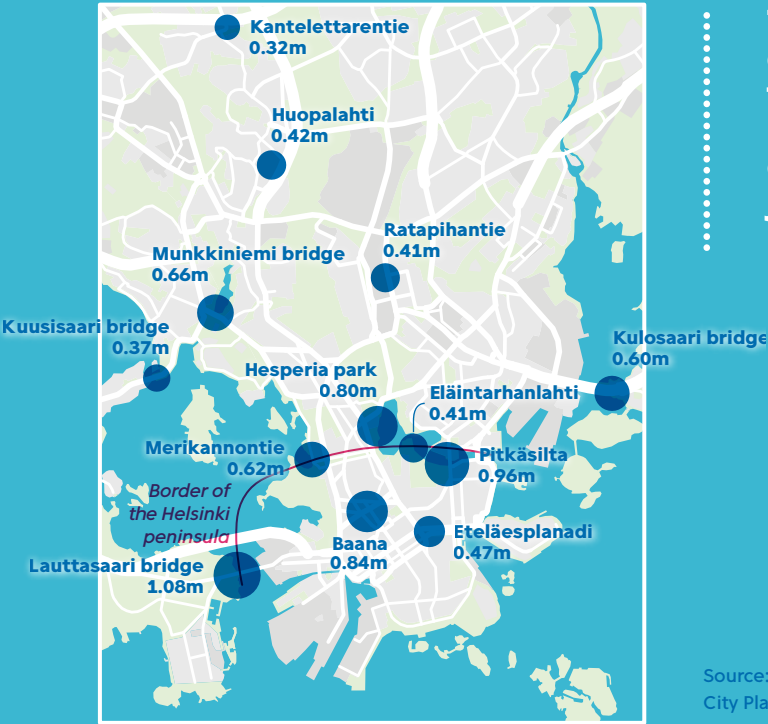 Kantelettarentie
0.32m
Huopalahti
0.42m
Ratapihantie
0.41m
Munkkiniemi bridge
0.66m
Kuusisaari bridge
0.37m
Kulosaari bridge
0.60m
Hesperia park
0.80m
Eläintarhanlahti
0.41m
Merikannontie
0.62m
Pitkäsilta
0.96m
Border of
the Helsinki
peninsula
Baana
0.84m
Eteläesplanadi
0.47m
Lauttasaari bridge
1.08m
Source:
City Pla